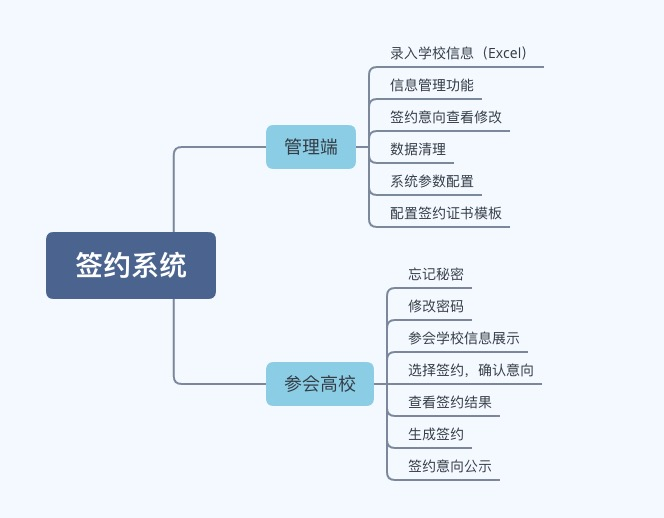 签约系统
管理端
录入学校信息（Excel）
信息管理功能
签约意向查看修改
数据清理
系统参数配置
配置签约证书模板
参会高校
忘记秘密
修改密码
参会学校信息展示
选择签约，确认意向
查看签约结果
生成签约
签约意向公示